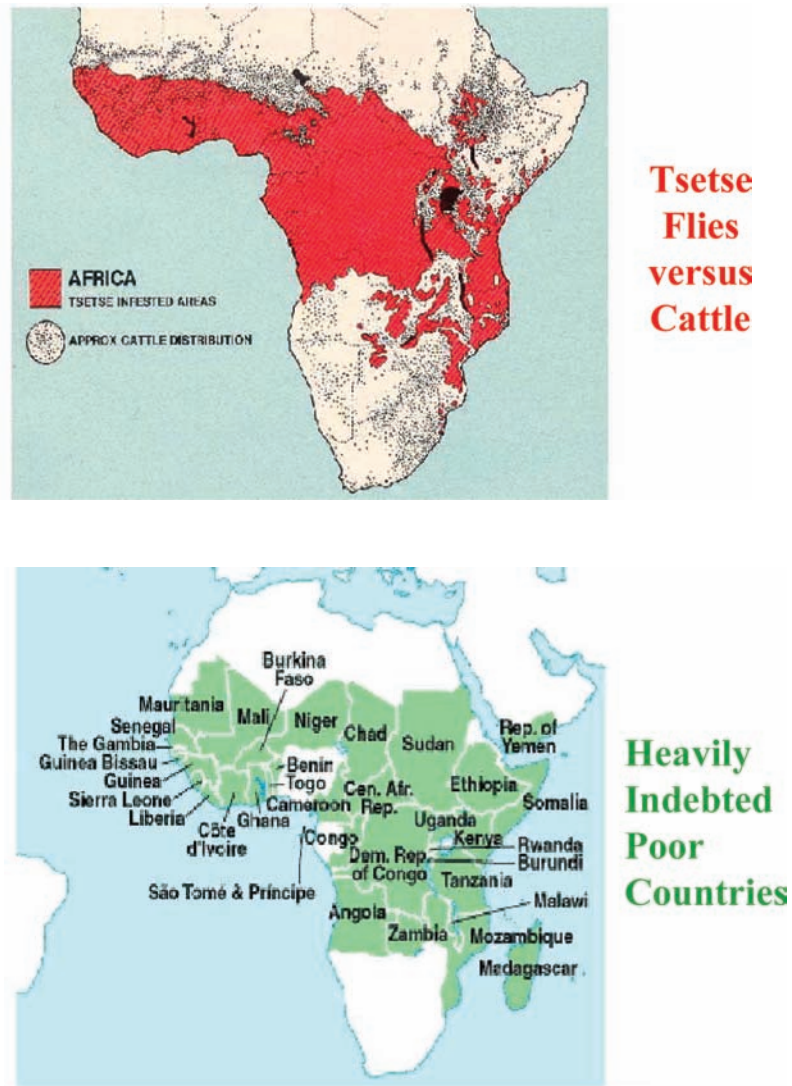 AFRICA
TSETSE INFESTED AREAS
APPROX CATTLE DISTRIBUTION
Tsetse
Flies
versus
Cattle
Burkina
Faso
Mauritania
Mali
Niger
Chad
Sudan
Rep. of
Yemen
Senegal
The Gambia
Guinea Bissau
Guinea
Sierra Leone
Liberia
Côte
d'Ivoire
Ghana
Benin
Togo
Cameroon
Cen. Afr.
Rep.
Ethiopia
Somalia
Uganda
Kenya
Rwanda
Burundi
Congo
Dem. Rep.
of Congo
Tanzania
São Tomé & Príncipe
Malawi
Angola
Zambia
Mozambique
Madagascar
Heavily
Indebted
Poor
Countries